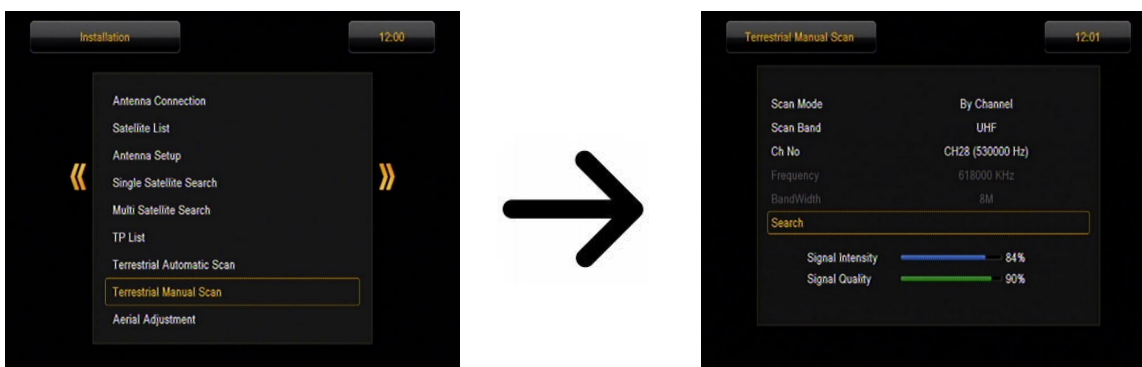 Installation
12:00
Antenna Connection
Satellite List
Antenna Setup
Single Satellite Search
Multi Satellite Search
TP List
Terrestrial Automatic Scan
Terrestrial Manual Scan
Aerial Adjustment
Terrestrial Manual Scan
12:01
Scan Mode By Channel
Scan Band UHF
Ch No CH28 (530000 Hz)
Frequency 618000 KHz
BandWidth 8M
Search
Signal Intensity 84%
Signal Quality 90%